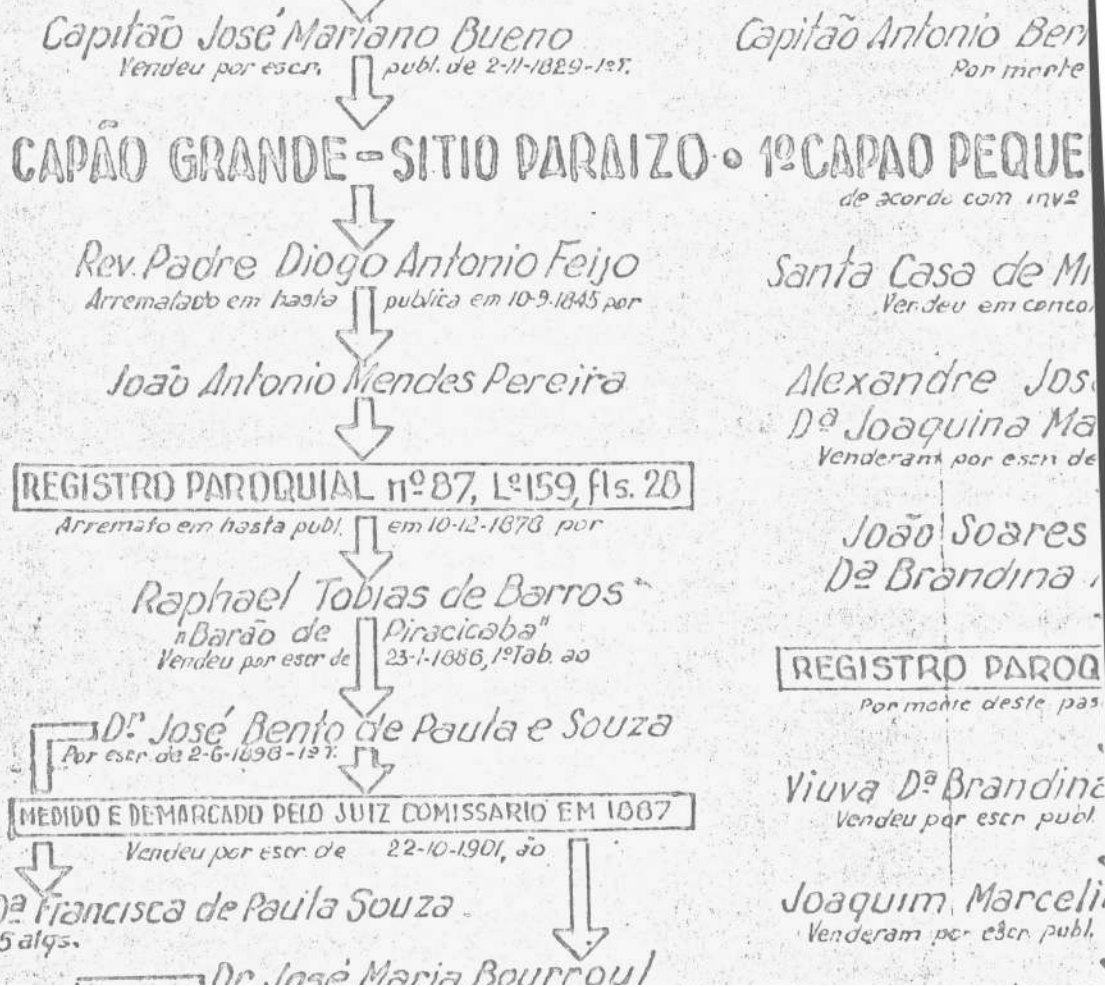 Capitão José Mariano Bueno
Vendeu por escr. publ. de 2-11-1829-1ºT.
CAPÃO GRANDE - SITIO PARAIZO • 1º CAPAO PEQUE
Rev. Padre Diogo Antonio Feijo
Arrematado em hasta publica em 10-9-1845 por
João Antonio Mendes Pereira
REGISTRO PAROQUIAL nº 87, Lº 159, fls. 28
Arremato em hasta publ. em 10-12-1878 por
Raphael Tobias de Barros
"Barão de Piracicaba"
Vendeu por escr de 23-1-1886, 1º Tab. ao
Dr. José Bento de Paula e Souza
Por escr. de 2-6-1898-1ºT.
MEDIDO E DEMARCADO PELO JUIZ COMISSARIO EM 1887
Vendeu por escr. de 22-10-1901, ao
Dª Francisca de Paula Souza
5 alqs.
Dr. José Maria Bourroul
Capitão Antonio Ber
Por morte
de acordo com invº
Santa Casa de Mi
Vendeu em conco
Alexandre Jos
Dª Joaquina Ma
Venderam por escri de
João Soares
Dª Brandina
REGISTRO PAROQ
Por morte deste pas
Viuva Dª Brandina
Vendeu por escr publ.
Joaquim Marceli
Venderam por escr. publ.